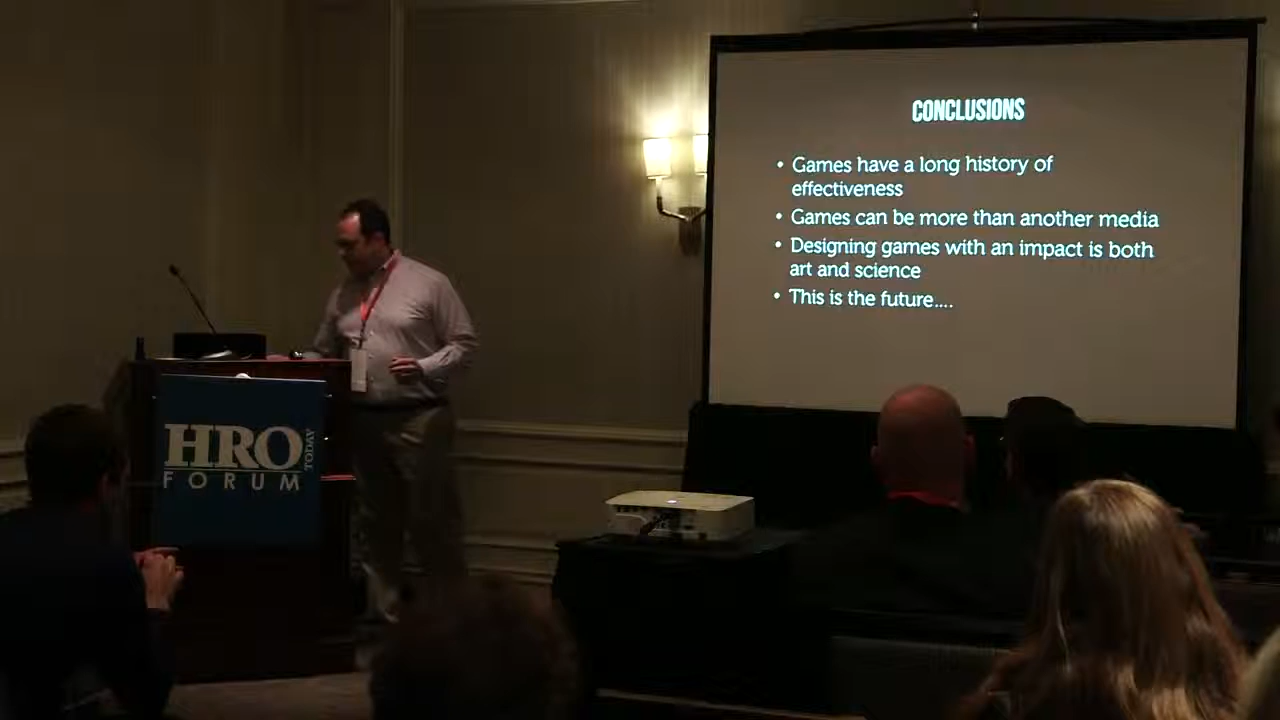 CONCLUSIONS
• Games have a long history of
effectiveness
• Games can be more than another media
• Designing games with an impact is both
art and science
• This is the future....
HRO TODAY
FORUM